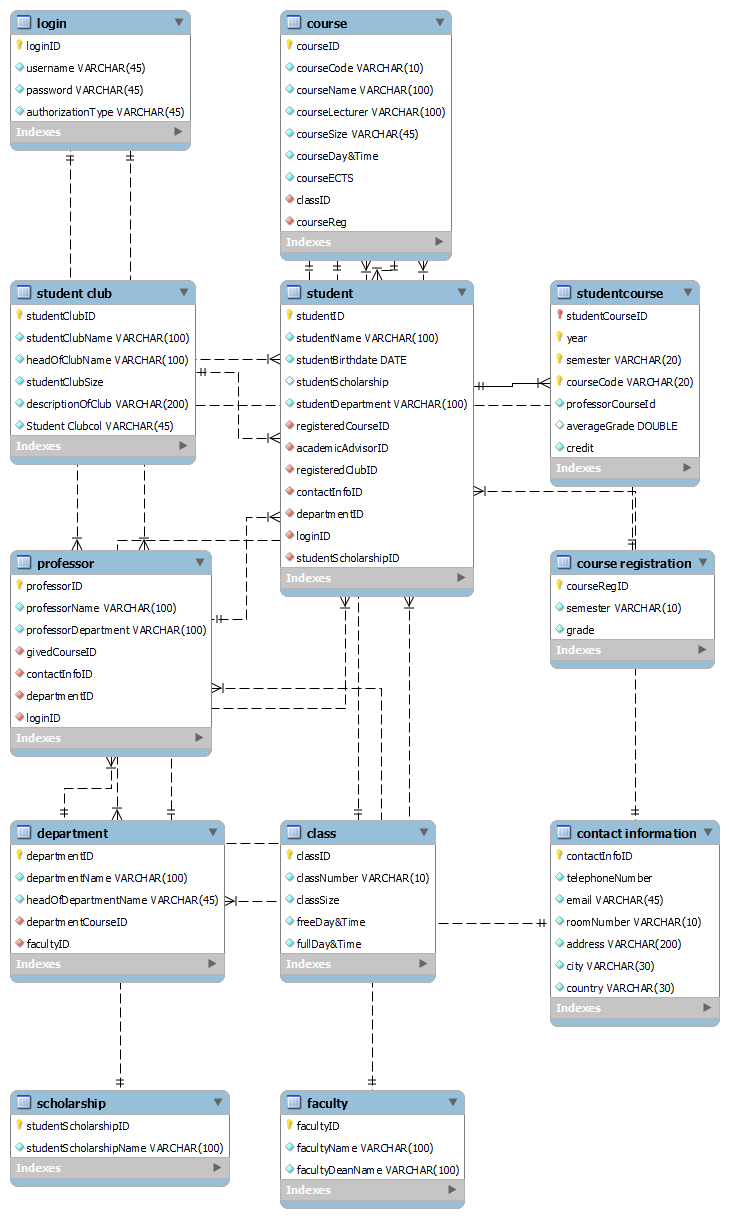 login
loginID
username VARCHAR(45)
password VARCHAR(45)
authorizationType VARCHAR(45)
Indexes
course
courseID
courseCode VARCHAR(10)
courseName VARCHAR(100)
courseLecturer VARCHAR(100)
courseSize VARCHAR(45)
courseDay&Time
courseECTS
classID
courseReg
Indexes
student club
studentClubID
studentClubName VARCHAR(100)
headOfClubName VARCHAR(100)
studentClubSize
descriptionOfClub VARCHAR(200)
Student Clubcol VARCHAR(45)
Indexes
student
studentID
studentName VARCHAR(100)
studentBirthdate DATE
studentScholarship
studentDepartment VARCHAR(100)
registeredCourseID
academicAdvisorID
registeredClubID
contactInfoID
departmentID
loginID
studentScholarshipID
Indexes
studentcourse
studentCourseID
year
semester VARCHAR(20)
courseCode VARCHAR(20)
professorCourseId
averageGrade DOUBLE
credit
Indexes
professor
professorID
professorName VARCHAR(100)
professorDepartment VARCHAR(100)
givedCourseID
contactInfoID
departmentID
loginID
Indexes
course registration
courseRegID
semester VARCHAR(10)
grade
Indexes
department
departmentID
departmentName VARCHAR(100)
headOfDepartmentName VARCHAR(45)
departmentCourseID
facultyID
Indexes
class
classID
classNumber VARCHAR(10)
classSize
freeDay&Time
fullDay&Time
Indexes
contact information
contactInfoID
telephoneNumber
email VARCHAR(45)
roomNumber VARCHAR(10)
address VARCHAR(200)
city VARCHAR(30)
country VARCHAR(30)
Indexes
scholarship
studentScholarshipID
studentScholarshipName VARCHAR(100)
Indexes
faculty
facultyID
facultyName VARCHAR(100)
facultyDeanName VARCHAR(100)
Indexes